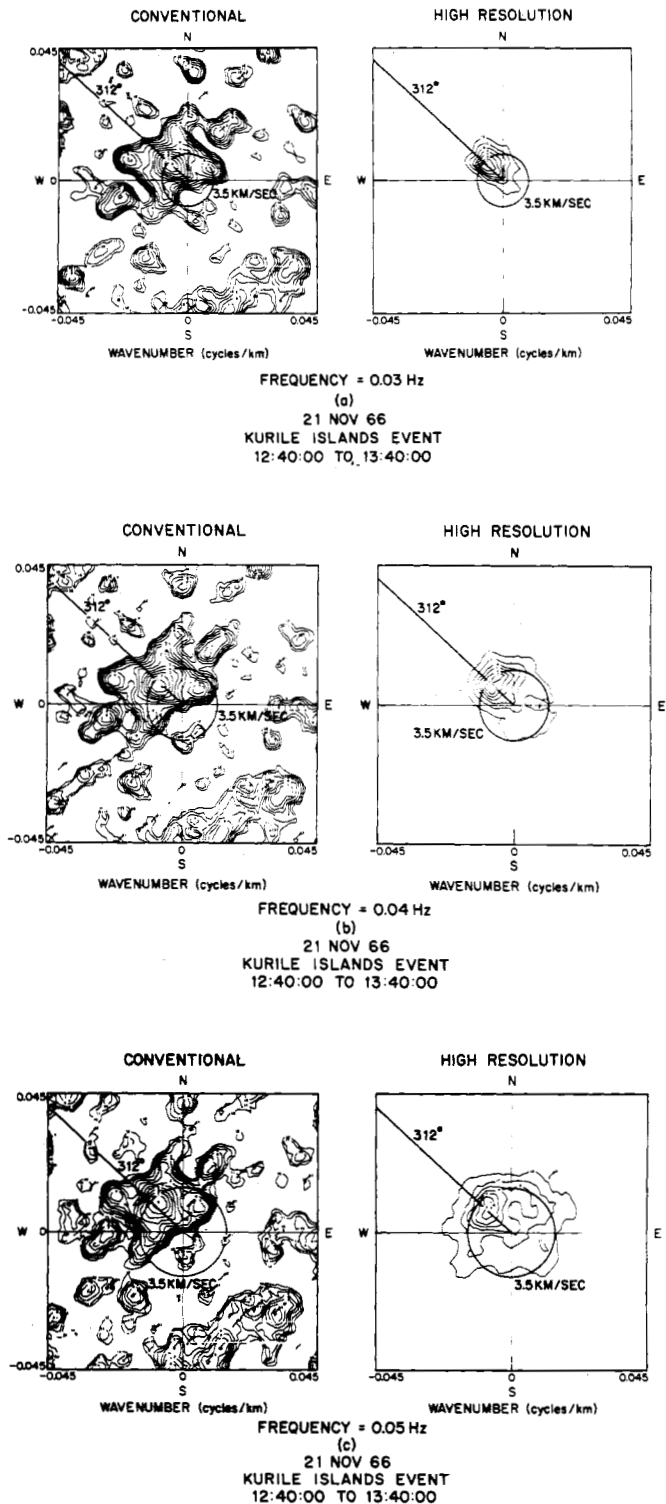 CONVENTIONAL
HIGH RESOLUTION
N
N
0.045
312°
312°
W
0
W
E
E
3.5 KM/SEC
3.5 KM/SEC
-0.045
-0.045
0
0.045
-0.045
0
0.045
S
S
WAVENUMBER (cycles/km)
WAVENUMBER (cycles/km)
FREQUENCY = 0.03 Hz
(a)
21 NOV 66
KURILE ISLANDS EVENT
12:40:00 TO 13:40:00
CONVENTIONAL
HIGH RESOLUTION
N
N
0.045
312°
312°
W
0
E
W
E
3.5 KM/SEC
3.5 KM/SEC
-0.045
-0.045
0
0.045
-0.045
0
0.045
S
S
WAVENUMBER (cycles/km)
WAVENUMBER (cycles/km)
FREQUENCY = 0.04 Hz
(b)
21 NOV 66
KURILE ISLANDS EVENT
12:40:00 TO 13:40:00
CONVENTIONAL
HIGH RESOLUTION
N
N
0.045
312°
312°
W
0
E
W
E
3.5 KM/SEC
3.5 KM/SEC
-0.045
-0.045
0
0.045
-0.045
0
0.045
S
S
WAVENUMBER (cycles/km)
WAVENUMBER (cycles/km)
FREQUENCY = 0.05 Hz
(c)
21 NOV 66
KURILE ISLANDS EVENT
12:40:00 TO 13:40:00